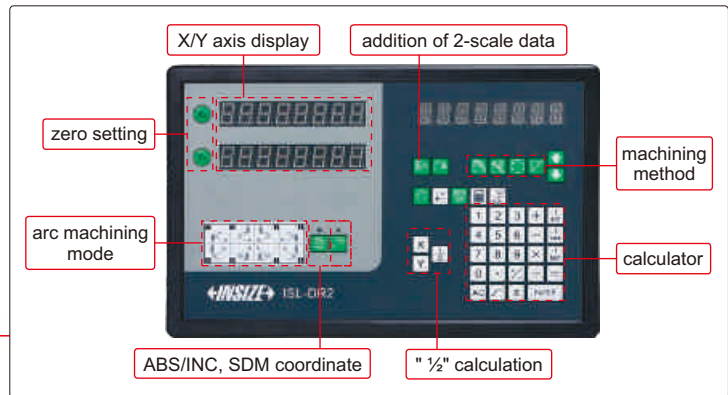 X/Y axis display
addition of 2-scale data
zero setting
machining
method
arc machining
mode
1 2 3 +
4 5 6 -
7 8 9 ×
0
X
Y
ENTER
calculator
INSIZE ISL-DR2
ABS/INC, SDM coordinate
" ½" calculation